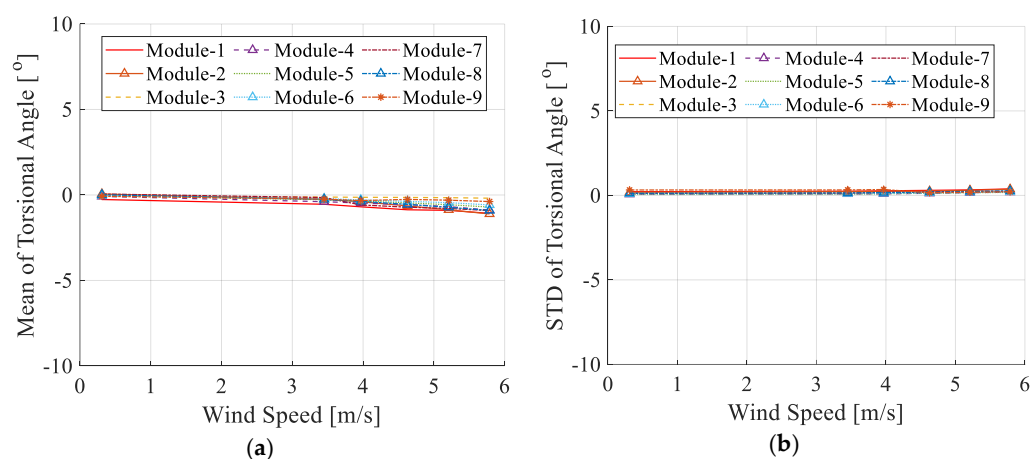 10
5
0
-5
-10
Mean of Torsional Angle [ °]
Module-1 Module-4 Module-7
Module-2 Module-5 Module-8
Module-3 Module-6 Module-9
0 1 2 3 4 5 6
Wind Speed [m/s]
(a)
10
5
0
-5
-10
STD of Torsional Angle [ °]
Module-1 Module-4 Module-7
Module-2 Module-5 Module-8
Module-3 Module-6 Module-9
0 1 2 3 4 5 6
Wind Speed [m/s]
(b)